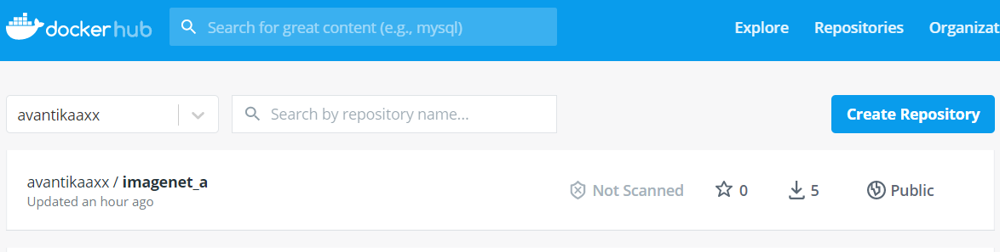 docker hub Search for great content (e.g., mysql) Explore Repositories Organizat
avantikaaxx Search by repository name... Create Repository
avantikaaxx / imagenet_a
Updated an hour ago
Not Scanned 0 5 Public